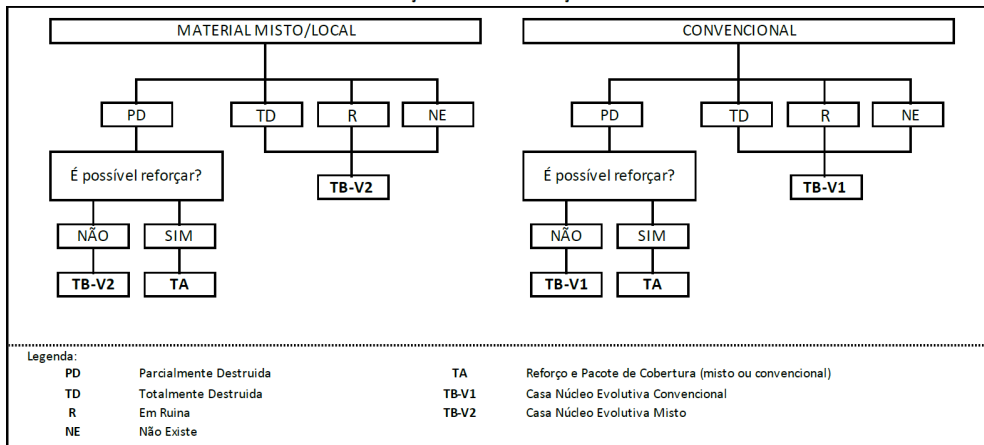 MATERIAL MISTO/LOCAL
PD
TD
R
NE
É possível reforçar?
TB-V2
NÃO
SIM
TB-V2
TA
CONVENCIONAL
PD
TD
R
NE
É possível reforçar?
TB-V1
NÃO
SIM
TB-V1
TA
Legenda:
PD Parcialmente Destruida
TD Totalmente Destruida
R Em Ruina
NE Não Existe
TA Reforço e Pacote de Cobertura (misto ou convencional)
TB-V1 Casa Núcleo Evolutiva Convencional
TB-V2 Casa Núcleo Evolutiva Misto